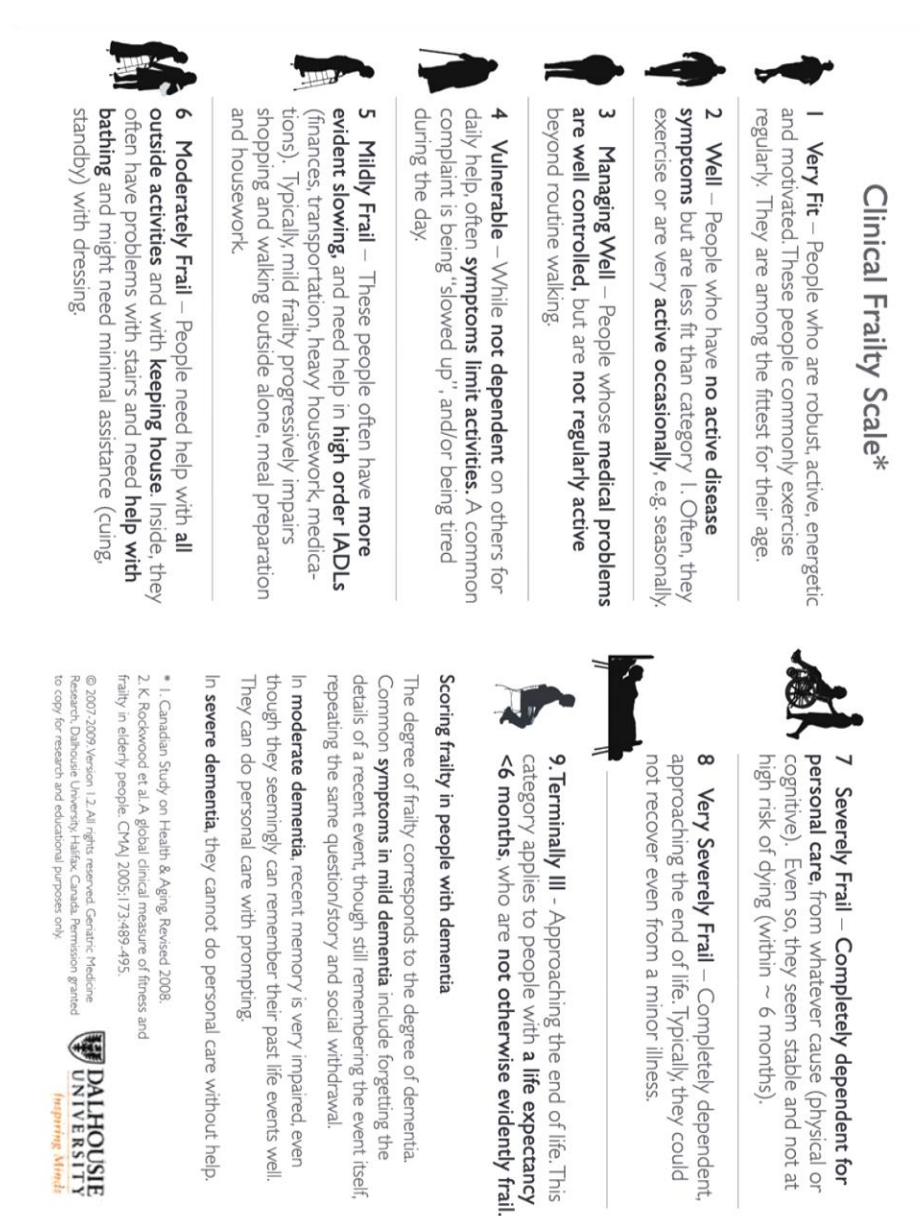 Clinical Frailty Scale*
1 Very Fit – People who are robust, active, energetic
and motivated. These people commonly exercise
regularly. They are among the fittest for their age.
2 Well – People who have no active disease
symptoms but are less fit than category 1. Often, they
exercise or are very active occasionally, e.g. seasonally.
3 Managing Well – People whose medical problems
are well controlled, but are not regularly active
beyond routine walking.
4 Vulnerable – While not dependent on others for
daily help, often symptoms limit activities. A common
complaint is being "slowed up", and/or being tired
during the day.
5 Mildly Frail – These people often have more
evident slowing, and need help in high order IADLs
(finances, transportation, heavy housework, medica-
tions). Typically, mild frailty progressively impairs
shopping and walking outside alone, meal preparation
and housework.
6 Moderately Frail – People need help with all
outside activities and with keeping house. Inside, they
often have problems with stairs and need help with
bathing and might need minimal assistance (cuing,
standby) with dressing.
7 Severely Frail – Completely dependent for
personal care, from whatever cause (physical or
cognitive). Even so, they seem stable and not at
high risk of dying (within ~ 6 months).
8 Very Severely Frail – Completely dependent,
approaching the end of life. Typically, they could
not recover even from a minor illness.
9. Terminally Ill - Approaching the end of life. This
category applies to people with a life expectancy
<6 months, who are not otherwise evidently frail.
Scoring frailty in people with dementia
The degree of frailty corresponds to the degree of dementia.
Common symptoms in mild dementia include forgetting the
details of a recent event, though still remembering the event itself,
repeating the same question/story and social withdrawal.
In moderate dementia, recent memory is very impaired, even
though they seemingly can remember their past life events well.
They can do personal care with prompting.
In severe dementia, they cannot do personal care without help.
* 1. Canadian Study on Health & Aging, Revised 2008.
2. K. Rockwood et al. A global clinical measure of fitness and
frailty in elderly people. CMAJ 2005;173:489-495.
© 2007-2009. Version 1.2. All rights reserved. Geriatric Medicine
Research, Dalhousie University, Halifax, Canada. Permission granted
to copy for research and educational purposes only.
DALHOUSIE
UNIVERSITY
Inspiring Minds